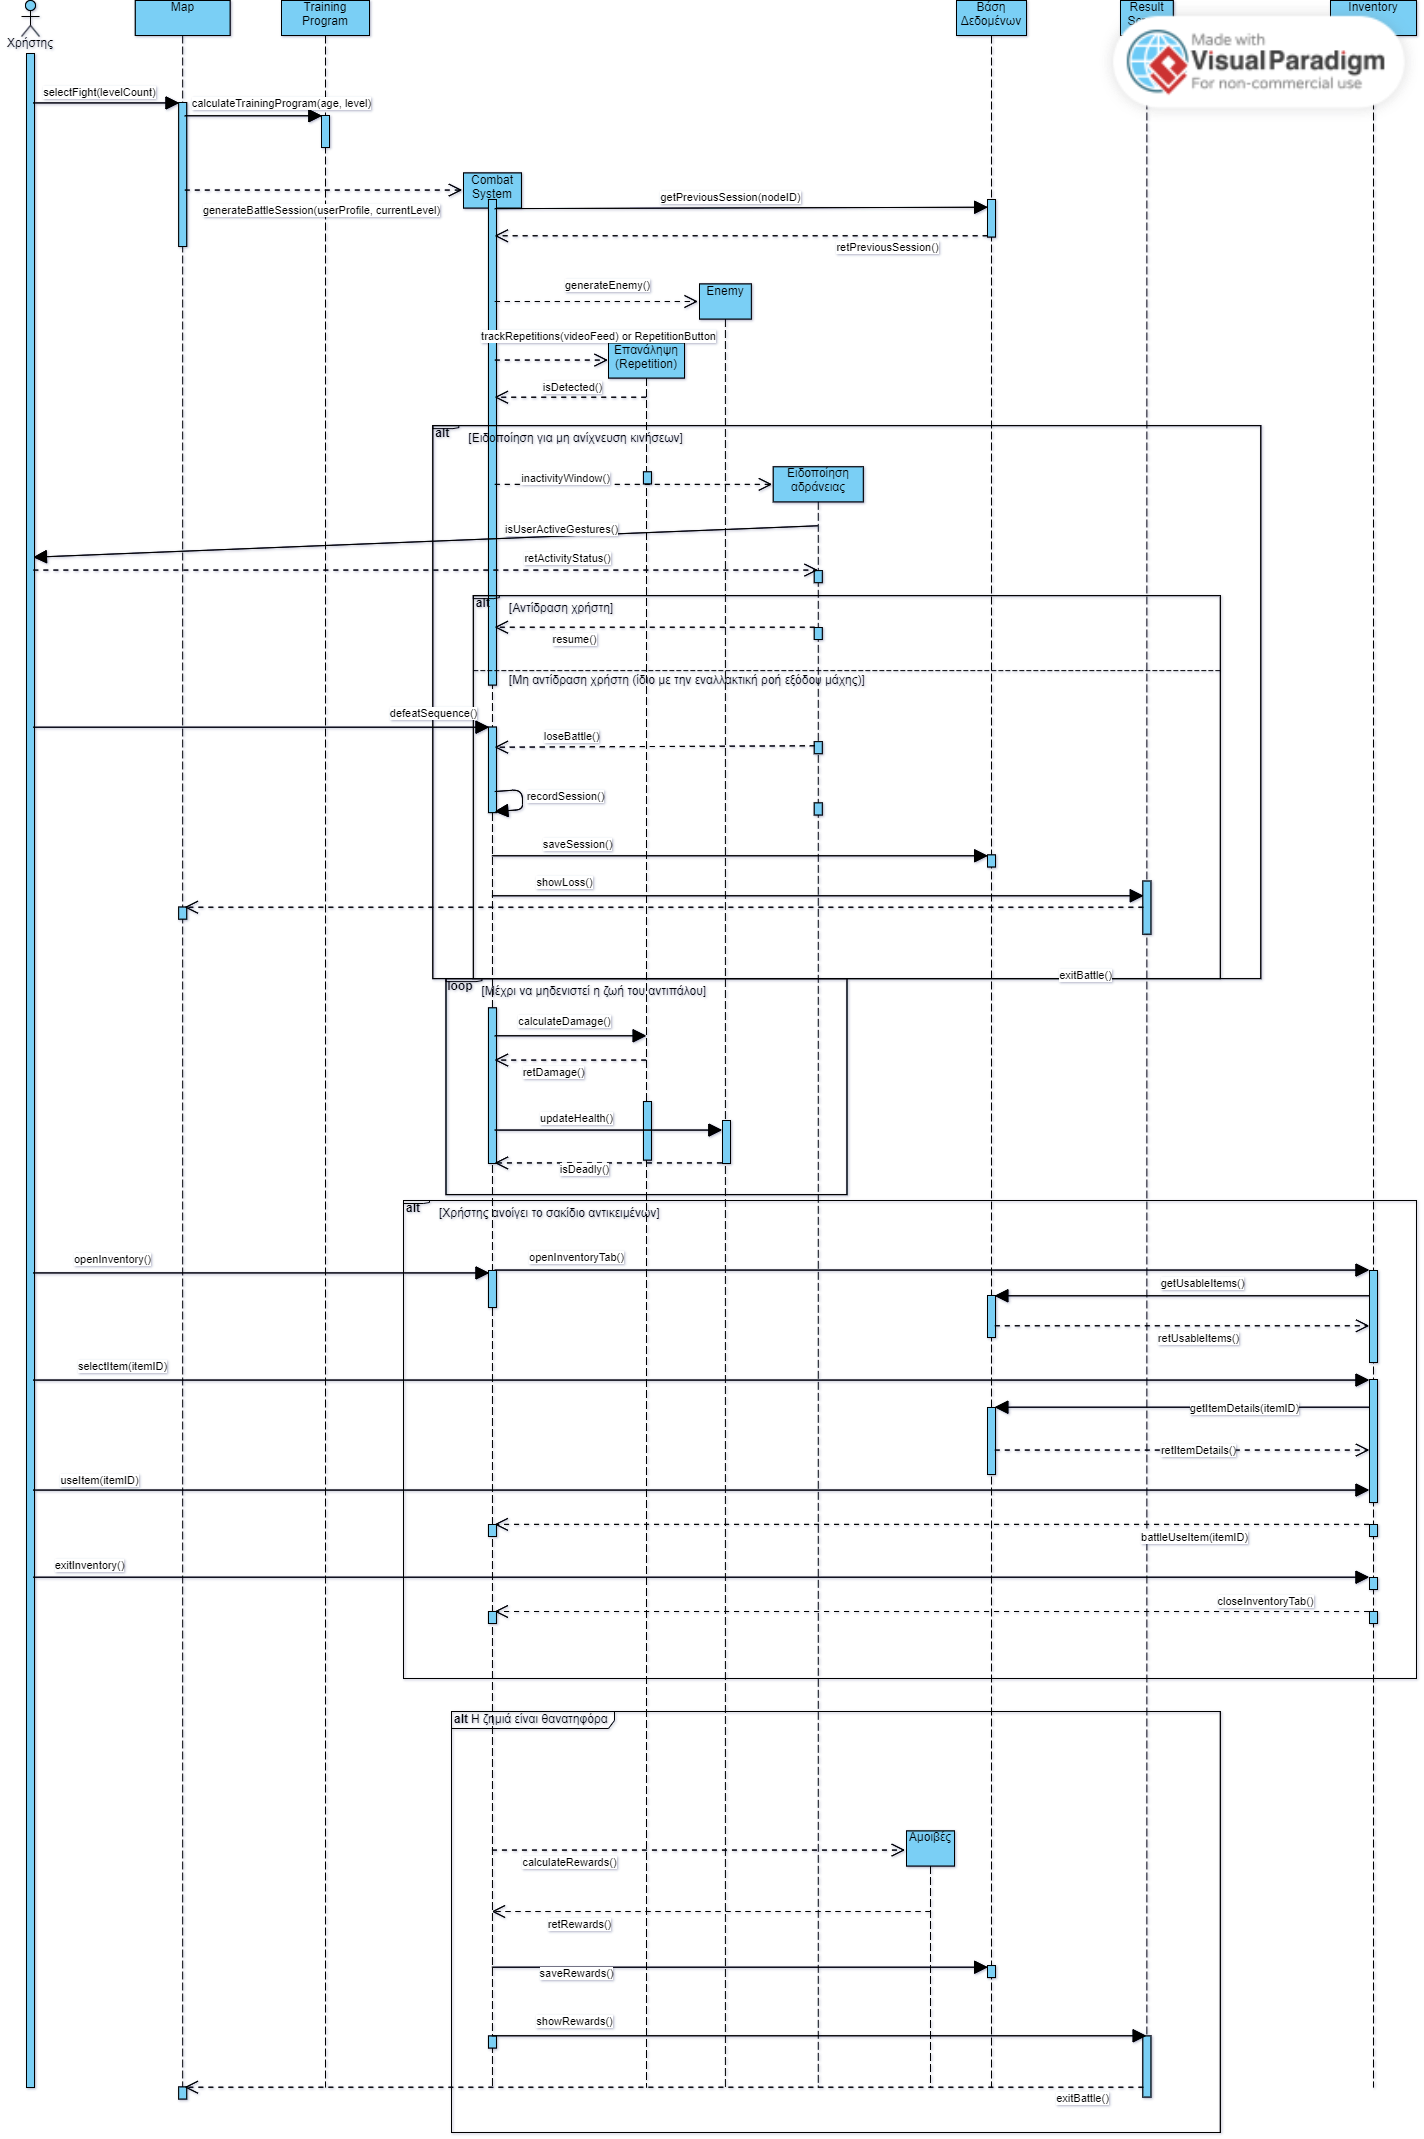 Map
Training
Program
Βάση
Δεδομένων
Result
Inventory
Χρήστης
Made with
Visual Paradigm
For non-commercial use
selectFight(levelCount)
calculateTrainingProgram(age, level)
Combat
System
getPreviousSession(nodeID)
generateBattleSession(userProfile, currentLevel)
retPreviousSession()
generateEnemy()
Enemy
trackRepetitions(videoFeed) or RepetitionButton
Επανάληψη
(Repetition)
isDetected()
alt
[Ειδοποίηση για μη ανίχνευση κινήσεων]
inactivityWindow()
Ειδοποίηση
αδράνειας
isUserActiveGestures()
retActivityStatus()
alt
[Αντίδραση χρήστη]
resume()
[Μη αντίδραση χρήστη (ίδιο με την εναλλακτική ροή εξόδου μάχης)]
defeatSequence()
loseBattle()
recordSession()
saveSession()
showLoss()
exitBattle()
loop
[Μέχρι να μηδενιστεί η ζωή του αντιπάλου]
calculateDamage()
retDamage()
updateHealth()
isDeadly()
alt
[Χρήστης ανοίγει το σακίδιο αντικειμένων]
openInventory()
openInventoryTab()
getUsableItems()
retUsableItems()
selectItem(itemID)
getItemDetails(itemID)
retItemDetails()
useItem(itemID)
battleUseItem(itemID)
exitInventory()
closeInventoryTab()
alt Η ζημιά είναι θανατηφόρα
Αμοιβές
calculateRewards()
retRewards()
saveRewards()
showRewards()
exitBattle()